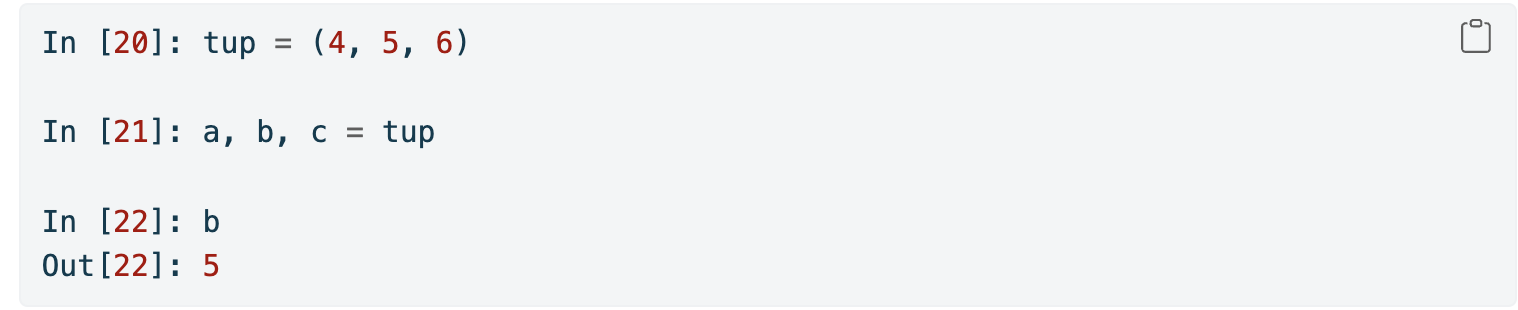 In [20]: tup = (4, 5, 6)
In [21]: a, b, c = tup
In [22]: b
Out[22]: 5